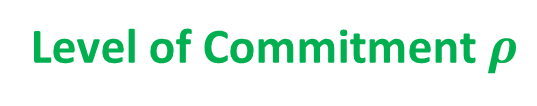 Level of Commitment ρ